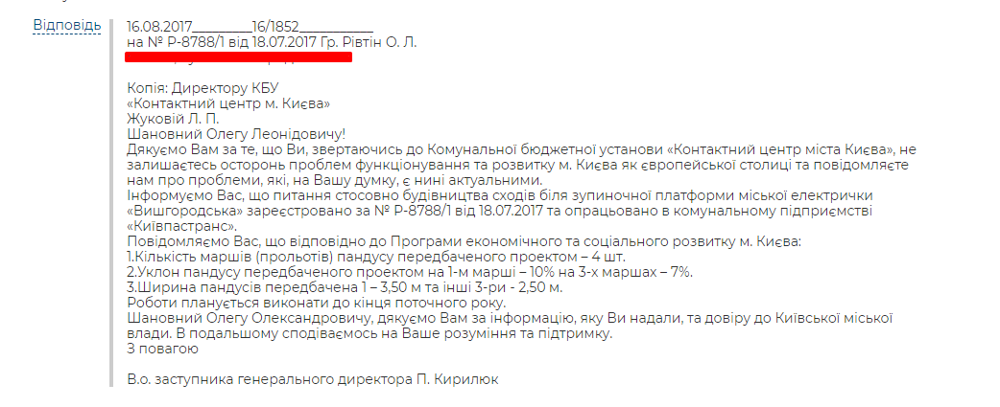 Відповідь
16.08.2017_________16/1852___________
на № Р-8788/1 від 18.07.2017 Гр. Рівтін О. Л.
Копія: Директору КБУ
«Контактний центр м. Києва»
Жуковій Л. П.
Шановний Олегу Леонідовичу!
Дякуємо Вам за те, що Ви, звертаючись до Комунальної бюджетної установи «Контактний центр міста Києва», не
залишаєтесь осторонь проблем функціонування та розвитку м. Києва як європейської столиці та повідомляєте
нам про проблеми, які, на Вашу думку, є нині актуальними.
Інформуємо Вас, що питання стосовно будівництва сходів біля зупиночної платформи міської електрички
«Вишгородська» зареєстровано за № Р-8788/1 від 18.07.2017 та опрацьовано в комунальному підприємстві
«Київпастранс».
Повідомляємо Вас, що відповідно до Програми економічного та соціального розвитку м. Києва:
1.Кількість маршів (прольотів) пандусу передбаченого проектом – 4 шт.
2.Уклон пандусу передбаченого проектом на 1-м марші – 10% на 3-х маршах – 7%.
3.Ширина пандусів передбачена 1 – 3,50 м та інші 3-ри - 2,50 м.
Роботи планується виконати до кінця поточного року.
Шановний Олегу Олександровичу, дякуємо Вам за інформацію, яку Ви надали, та довіру до Київської міської
влади. В подальшому сподіваємось на Ваше розуміння та підтримку.
З повагою
В.о. заступника генерального директора П. Кирилюк